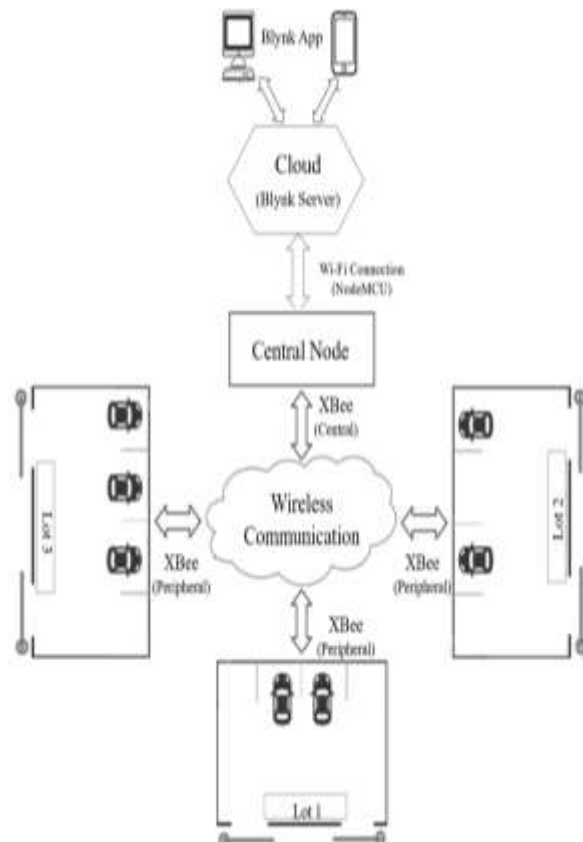 Blynk App
Cloud
(Blynk Server)
Wi-Fi Connection
(NodeMCU)
Central Node
XBee
(Central)
Wireless
Communication
Lot 3
XBee
(Peripheral)
XBee
(Peripheral)
Lot 2
XBee
(Peripheral)
Lot 1